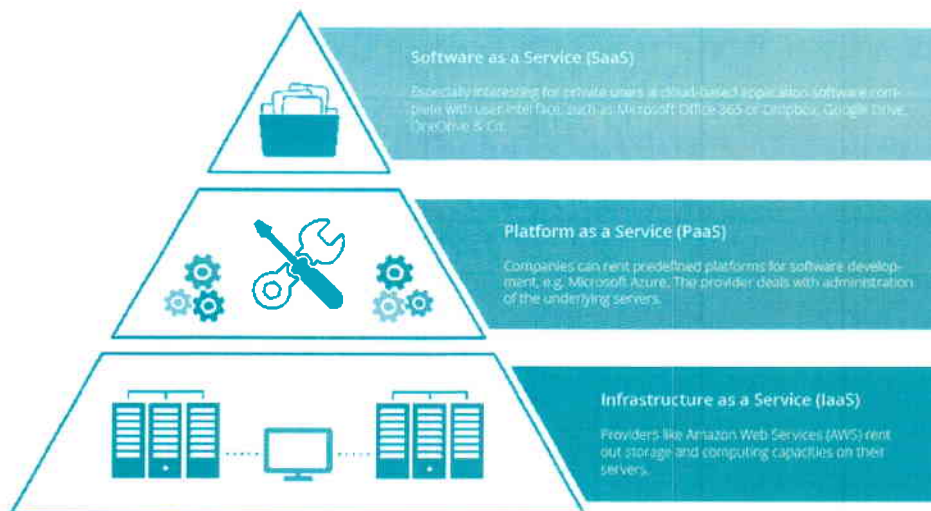 Software as a Service (SaaS)
Especially interesting for private users is cloud-based application software com-
plete with user interface, such as Microsoft Office 365 or Dropbox, Google Drive,
OneDrive & Co.
Platform as a Service (PaaS)
Companies can rent predefined platforms for software develop-
ment, e.g. Microsoft Azure. The provider deals with administration
of the underlying servers.
Infrastructure as a Service (IaaS)
Providers like Amazon Web Services (AWS) rent
out storage and computing capacities on their
servers.